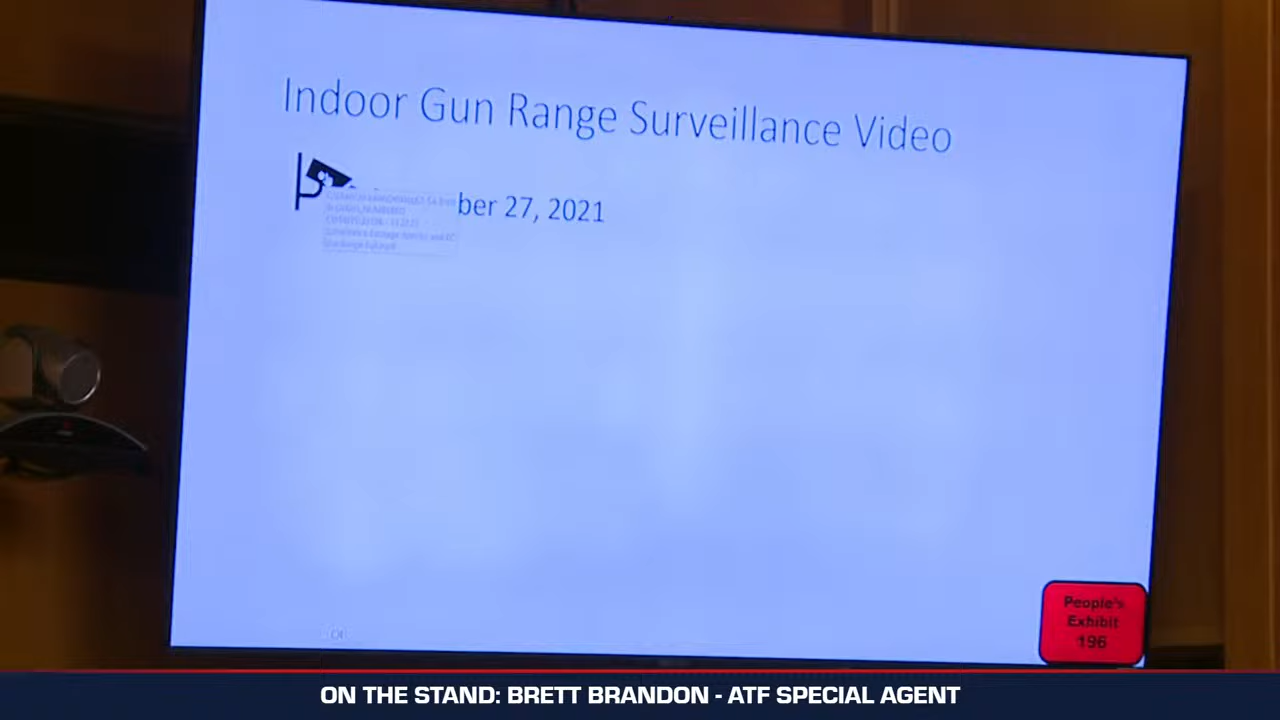 Indoor Gun Range Surveillance Video
ber 27, 2021
People's
Exhibit
196
ON THE STAND: BRETT BRANDON - ATF SPECIAL AGENT